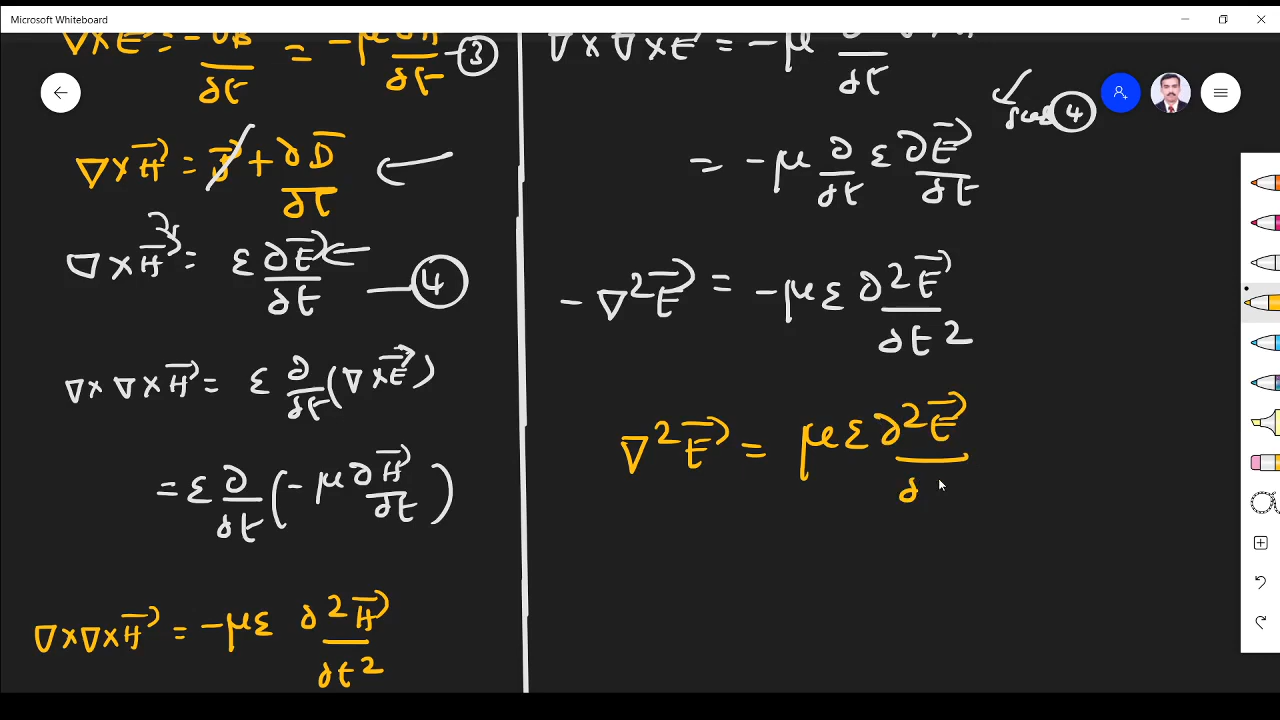 Microsoft Whiteboard
∇×E⃗ = -∂B/∂t = -μ ∂H/∂t - ③
∇×H⃗ = J⃗ + ∂D̅/∂t
∇×H⃗ = ε ∂E⃗/∂t - ④
∇×∇×H⃗ = ε ∂/∂t (∇×E⃗)
= ε ∂/∂t (-μ ∂H⃗/∂t)
∇×∇×H⃗ = -με ∂²H⃗/∂t²
∇×∇×E⃗ = -μ ∂/∂t
④
= -μ ∂/∂t ε ∂E⃗/∂t
-∇²E⃗ = -με ∂²E⃗/∂t²
∇²E⃗ = με ∂²E⃗/∂